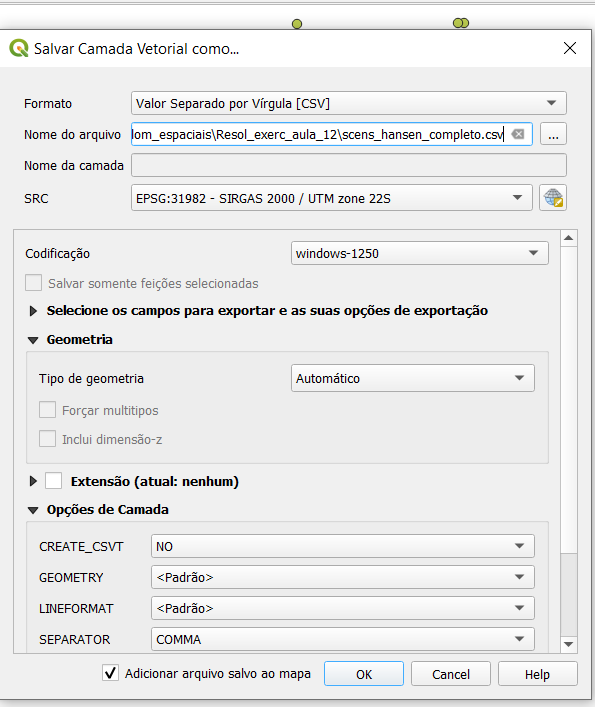 Salvar Camada Vetorial como...
Formato Valor Separado por Vírgula [CSV]
Nome do arquivo lom_espaciais\Resol_exerc_aula_12\scens_hansen_completo.csv ...
Nome da camada
SRC EPSG:31982 - SIRGAS 2000 / UTM zone 22S
Codificação windows-1250
Salvar somente feições selecionadas
Selecione os campos para exportar e as suas opções de exportação
Geometria
Tipo de geometria Automático
Forçar multitipos
Inclui dimensão-z
Extensão (atual: nenhum)
Opções de Camada
CREATE_CSVT NO
GEOMETRY <Padrão>
LINEFORMAT <Padrão>
SEPARATOR COMMA
Adicionar arquivo salvo ao mapa OK Cancel Help